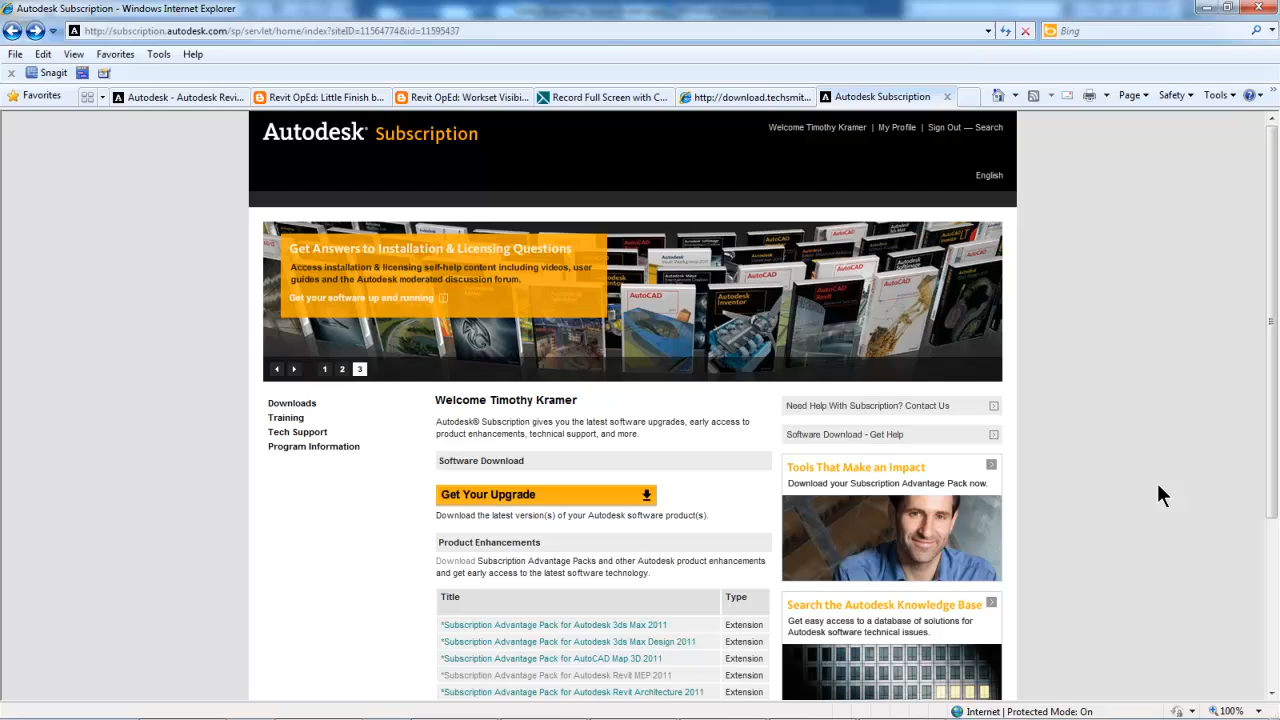 Autodesk Subscription - Windows Internet Explorer
http://subscription.autodesk.com/sp/servlet/home/index?siteID=11564774&id=11595437
Bing
File Edit View Favorites Tools Help
Snagit
Favorites
Autodesk - Autodesk Revi...
Revit OpEd: Little Finish b...
Revit OpEd: Workset Visibi...
Record Full Screen with C...
http://download.techsmit...
Autodesk Subscription
Page Safety Tools
Autodesk Subscription
Welcome Timothy Kramer | My Profile | Sign Out — Search
English
Get Answers to Installation & Licensing Questions
Access installation & licensing self-help content including videos, user
guides and the Autodesk moderated discussion forum.
Get your software up and running
AutoCAD
AutoCAD
AutoCAD
AutoCAD
Autodesk Inventor
AutoCAD Revit
AutoCAD
1 2 3
Downloads
Training
Tech Support
Program Information
Welcome Timothy Kramer
Autodesk® Subscription gives you the latest software upgrades, early access to
product enhancements, technical support, and more.
Software Download
Get Your Upgrade
Download the latest version(s) of your Autodesk software product(s).
Product Enhancements
Download Subscription Advantage Packs and other Autodesk product enhancements
and get early access to the latest software technology.
Title Type
*Subscription Advantage Pack for Autodesk 3ds Max 2011 Extension
*Subscription Advantage Pack for Autodesk 3ds Max Design 2011 Extension
*Subscription Advantage Pack for AutoCAD Map 3D 2011 Extension
*Subscription Advantage Pack for Autodesk Revit MEP 2011 Extension
*Subscription Advantage Pack for Autodesk Revit Architecture 2011 Extension
Need Help With Subscription? Contact Us
Software Download - Get Help
Tools That Make an Impact
Download your Subscription Advantage Pack now.
Search the Autodesk Knowledge Base
Get easy access to a database of solutions for
Autodesk software technical issues.
Internet | Protected Mode: On
100%